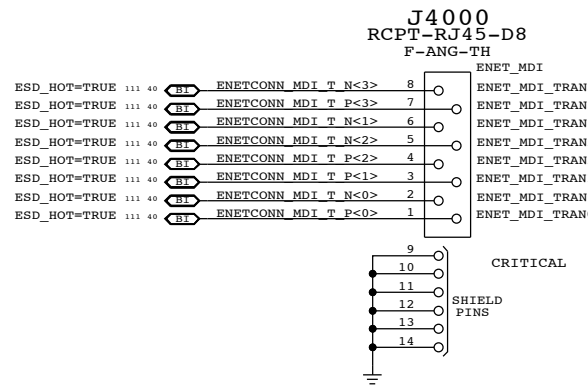 J4000
RCPT-RJ45-D8
F-ANG-TH
ENET_MDI
ESD_HOT=TRUE 111 40 BI ENETCONN_MDI_T_N<3> 8 ENET_MDI_TRAN
ESD_HOT=TRUE 111 40 BI ENETCONN_MDI_T_P<3> 7 ENET_MDI_TRAN
ESD_HOT=TRUE 111 40 BI ENETCONN_MDI_T_N<1> 6 ENET_MDI_TRAN
ESD_HOT=TRUE 111 40 BI ENETCONN_MDI_T_N<2> 5 ENET_MDI_TRAN
ESD_HOT=TRUE 111 40 BI ENETCONN_MDI_T_P<2> 4 ENET_MDI_TRAN
ESD_HOT=TRUE 111 40 BI ENETCONN_MDI_T_P<1> 3 ENET_MDI_TRAN
ESD_HOT=TRUE 111 40 BI ENETCONN_MDI_T_N<0> 2 ENET_MDI_TRAN
ESD_HOT=TRUE 111 40 BI ENETCONN_MDI_T_P<0> 1 ENET_MDI_TRAN
9
CRITICAL
10
11
SHIELD
12
PINS
13
14